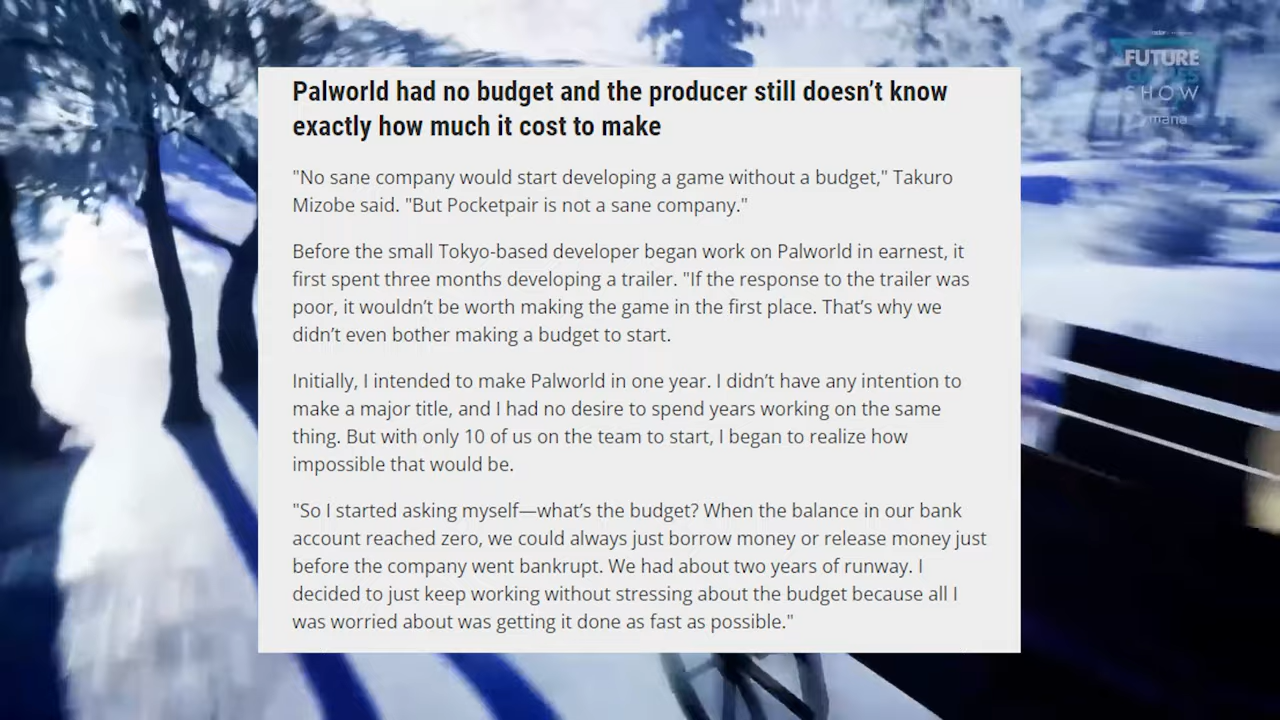 FUTURE
GAMES
SHOW
mana
Palworld had no budget and the producer still doesn't know
exactly how much it cost to make
"No sane company would start developing a game without a budget," Takuro
Mizobe said. "But Pocketpair is not a sane company."
Before the small Tokyo-based developer began work on Palworld in earnest, it
first spent three months developing a trailer. "If the response to the trailer was
poor, it wouldn't be worth making the game in the first place. That's why we
didn't even bother making a budget to start.
Initially, I intended to make Palworld in one year. I didn't have any intention to
make a major title, and I had no desire to spend years working on the same
thing. But with only 10 of us on the team to start, I began to realize how
impossible that would be.
"So I started asking myself—what's the budget? When the balance in our bank
account reached zero, we could always just borrow money or release money just
before the company went bankrupt. We had about two years of runway. I
decided to just keep working without stressing about the budget because all I
was worried about was getting it done as fast as possible."